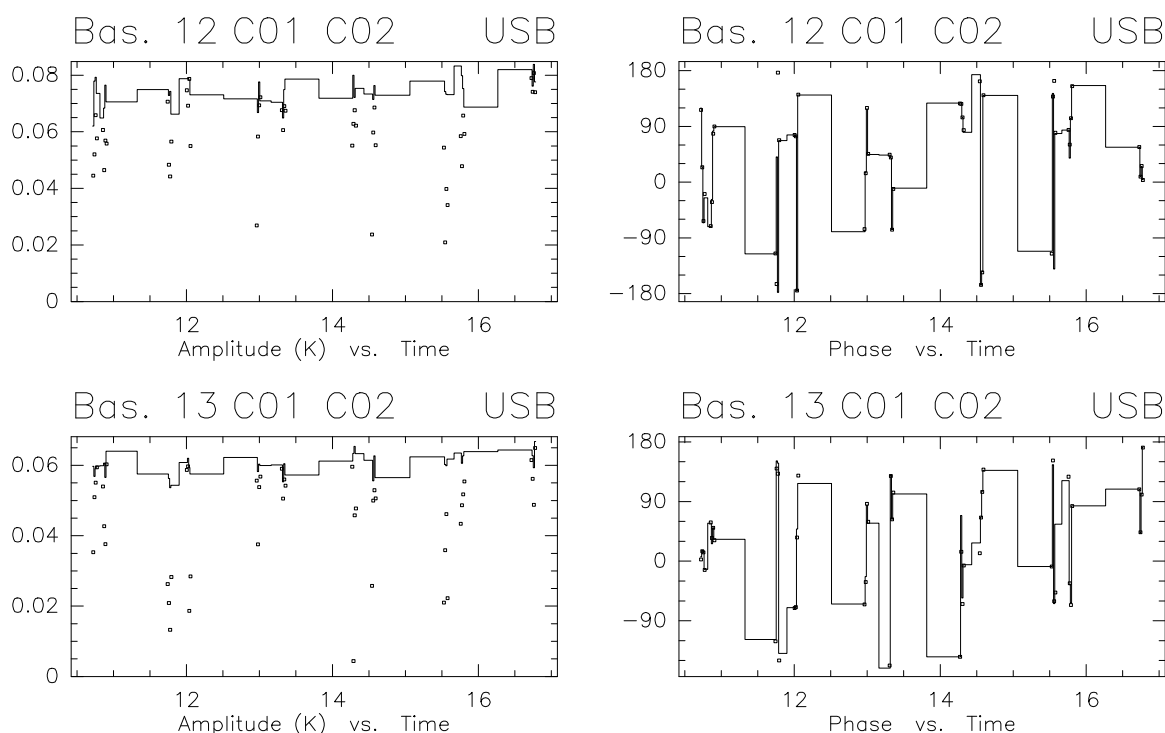 Bas. 12 C01 C02 USB
0.08
0.06
0.04
0.02
0
12 14 16
Amplitude (K) vs. Time
Bas. 12 C01 C02 USB
180
90
0
−90
−180
12 14 16
Phase vs. Time
Bas. 13 C01 C02 USB
0.06
0.04
0.02
0
12 14 16
Amplitude (K) vs. Time
Bas. 13 C01 C02 USB
180
90
0
−90
12 14 16
Phase vs. Time